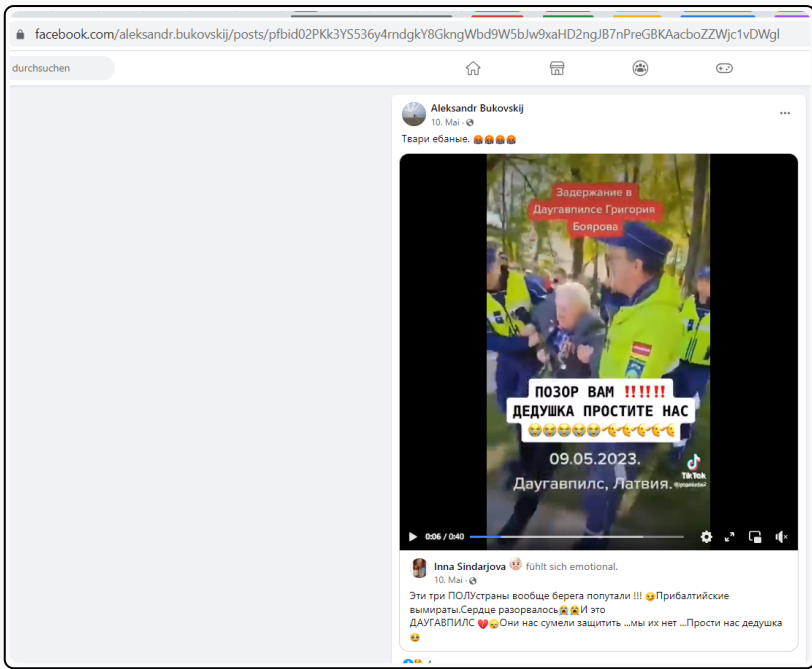 facebook.com/aleksandr.bukovskij/posts/pfbid02PKk3YS536y4rndgkY8GkngWbd9W5bJw9xaHD2ngJB7nPreGBKAacboZZWjc1vDWgl
durchsuchen
Aleksandr Bukovskij
10. Mai ·
Твари ебаные. 🤬🤬🤬🤬
Задержание в
Даугавпилсе Григория
Боярова
ПОЗОР ВАМ ‼️‼️‼️
ДЕДУШКА ПРОСТИТЕ НАС
😭😭😭😭😭🫡🫡🫡🫡🫡
09.05.2023.
Даугавпилс, Латвия.
TikTok
0:06 / 0:40
Inna Sindarjova 🥺 fühlt sich emotional.
10. Mai ·
Эти три ПОЛУстраны вообще берега попутали !!! 🥺Прибалтийские
вымираты.Сердце разорвалось😭😭И это
ДАУГАВПИЛС 💔😭Они нас сумели защитить ...мы их нет ...Прости нас дедушка
🥺